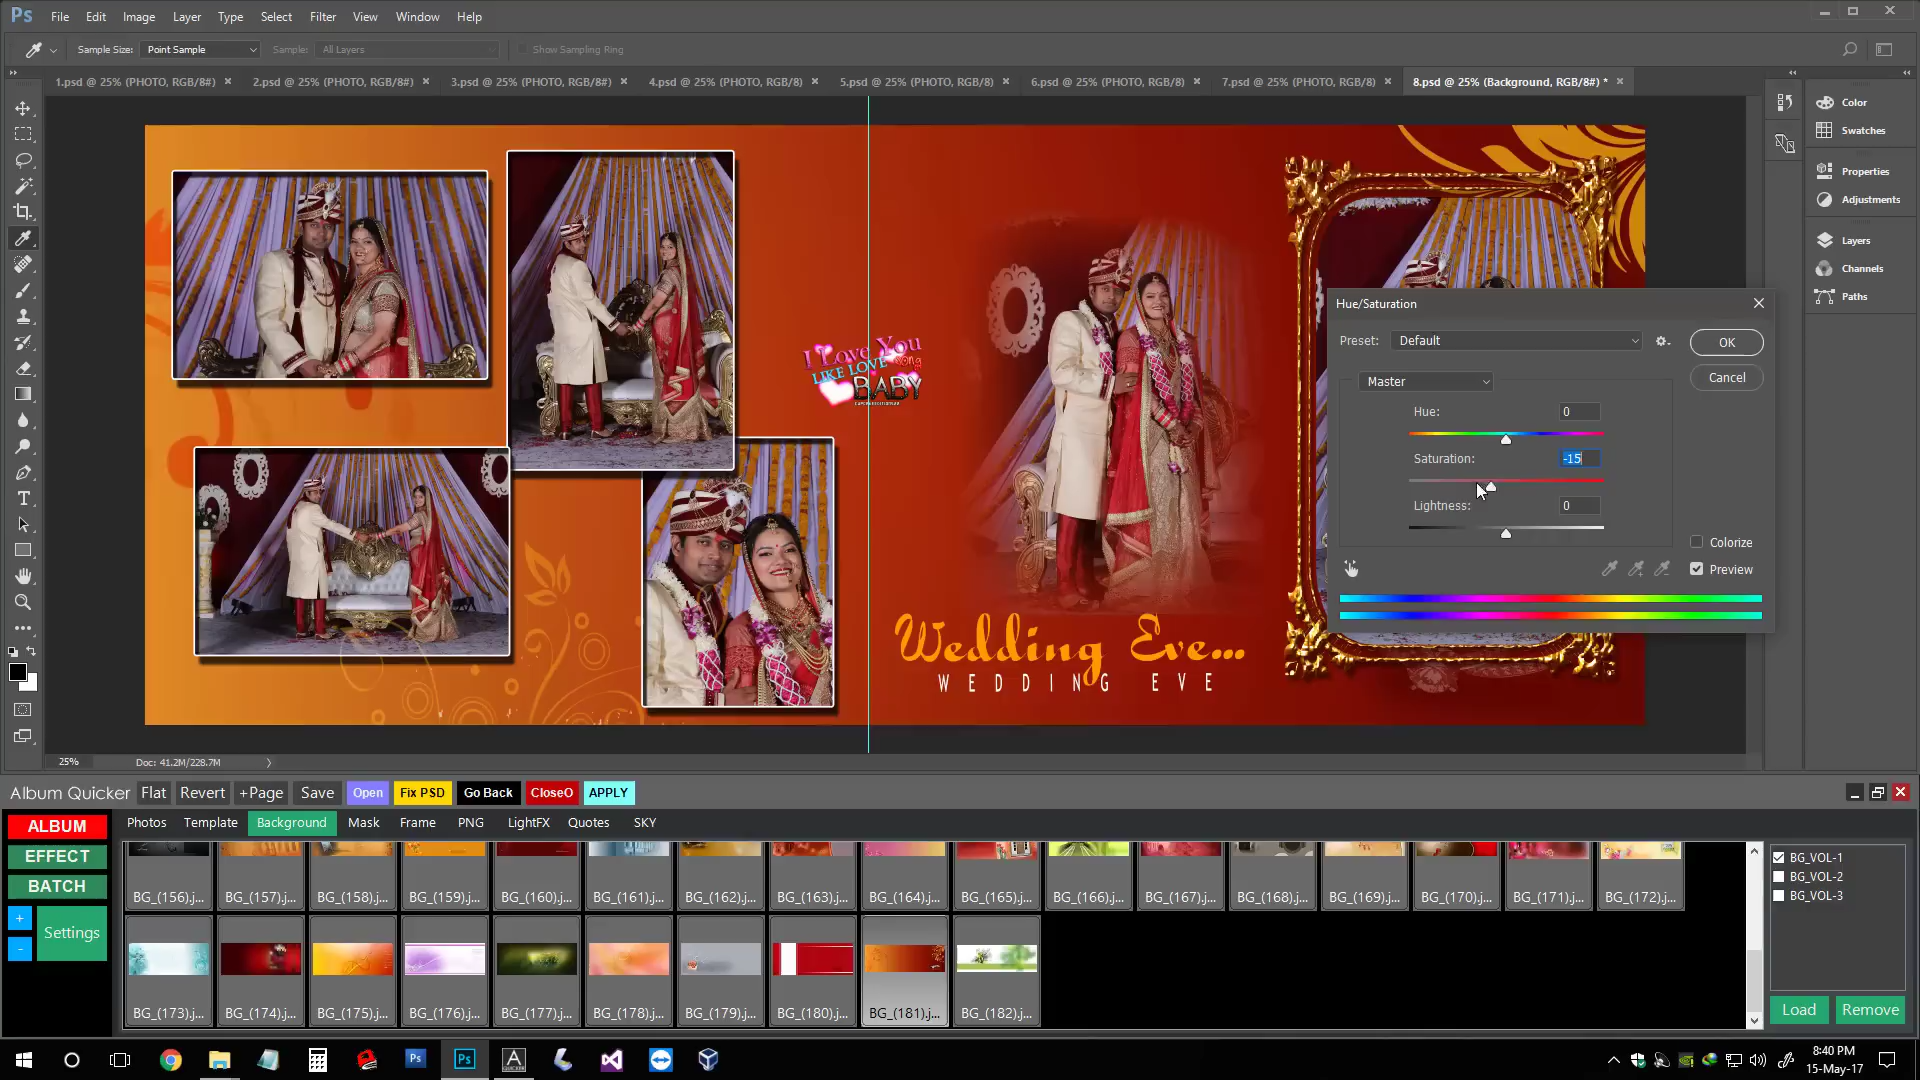 Ps File Edit Image Layer Type Select Filter View Window Help
Sample Size: Point Sample Sample: All Layers Show Sampling Ring
1.psd @ 25% (PHOTO, RGB/8#) × 2.psd @ 25% (PHOTO, RGB/8#) × 3.psd @ 25% (PHOTO, RGB/8#) × 4.psd @ 25% (PHOTO, RGB/8) × 5.psd @ 25% (PHOTO, RGB/8) × 6.psd @ 25% (PHOTO, RGB/8) × 7.psd @ 25% (PHOTO, RGB/8) × 8.psd @ 25% (Background, RGB/8#) * ×
Color
Swatches
Properties
Adjustments
Layers
Channels
Paths
I Love You
LIKE LOVE song
BABY
Wedding Eve...
WEDDING EVE
Hue/Saturation
Preset: Default OK
Cancel
Master
Hue: 0
Saturation: -15
Lightness: 0
Colorize
Preview
25% Doc: 41.2M/228.7M
Album Quicker Flat Revert +Page Save Open Fix PSD Go Back CloseO APPLY
ALBUM Photos Template Background Mask Frame PNG LightFX Quotes SKY
EFFECT
BATCH
+
-
Settings
BG_(156).j... BG_(157).j... BG_(158).j... BG_(159).j... BG_(160).j... BG_(161).j... BG_(162).j... BG_(163).j... BG_(164).j... BG_(165).j... BG_(166).j... BG_(167).j... BG_(168).j... BG_(169).j... BG_(170).j... BG_(171).j... BG_(172).j...
BG_(173).j... BG_(174).j... BG_(175).j... BG_(176).j... BG_(177).j... BG_(178).j... BG_(179).j... BG_(180).j... BG_(181).j... BG_(182).j...
BG_VOL-1
BG_VOL-2
BG_VOL-3
Load Remove
8:40 PM
15-May-17